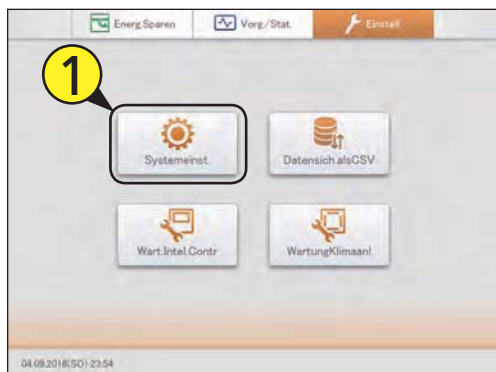 Energ.Sparen Vorg./Stat. Einstell
1
Systemeinst. Datensich.alsCSV
Wart.Intel.Contr WartungKlimaanl.
04.09.2016(SO)-23:54